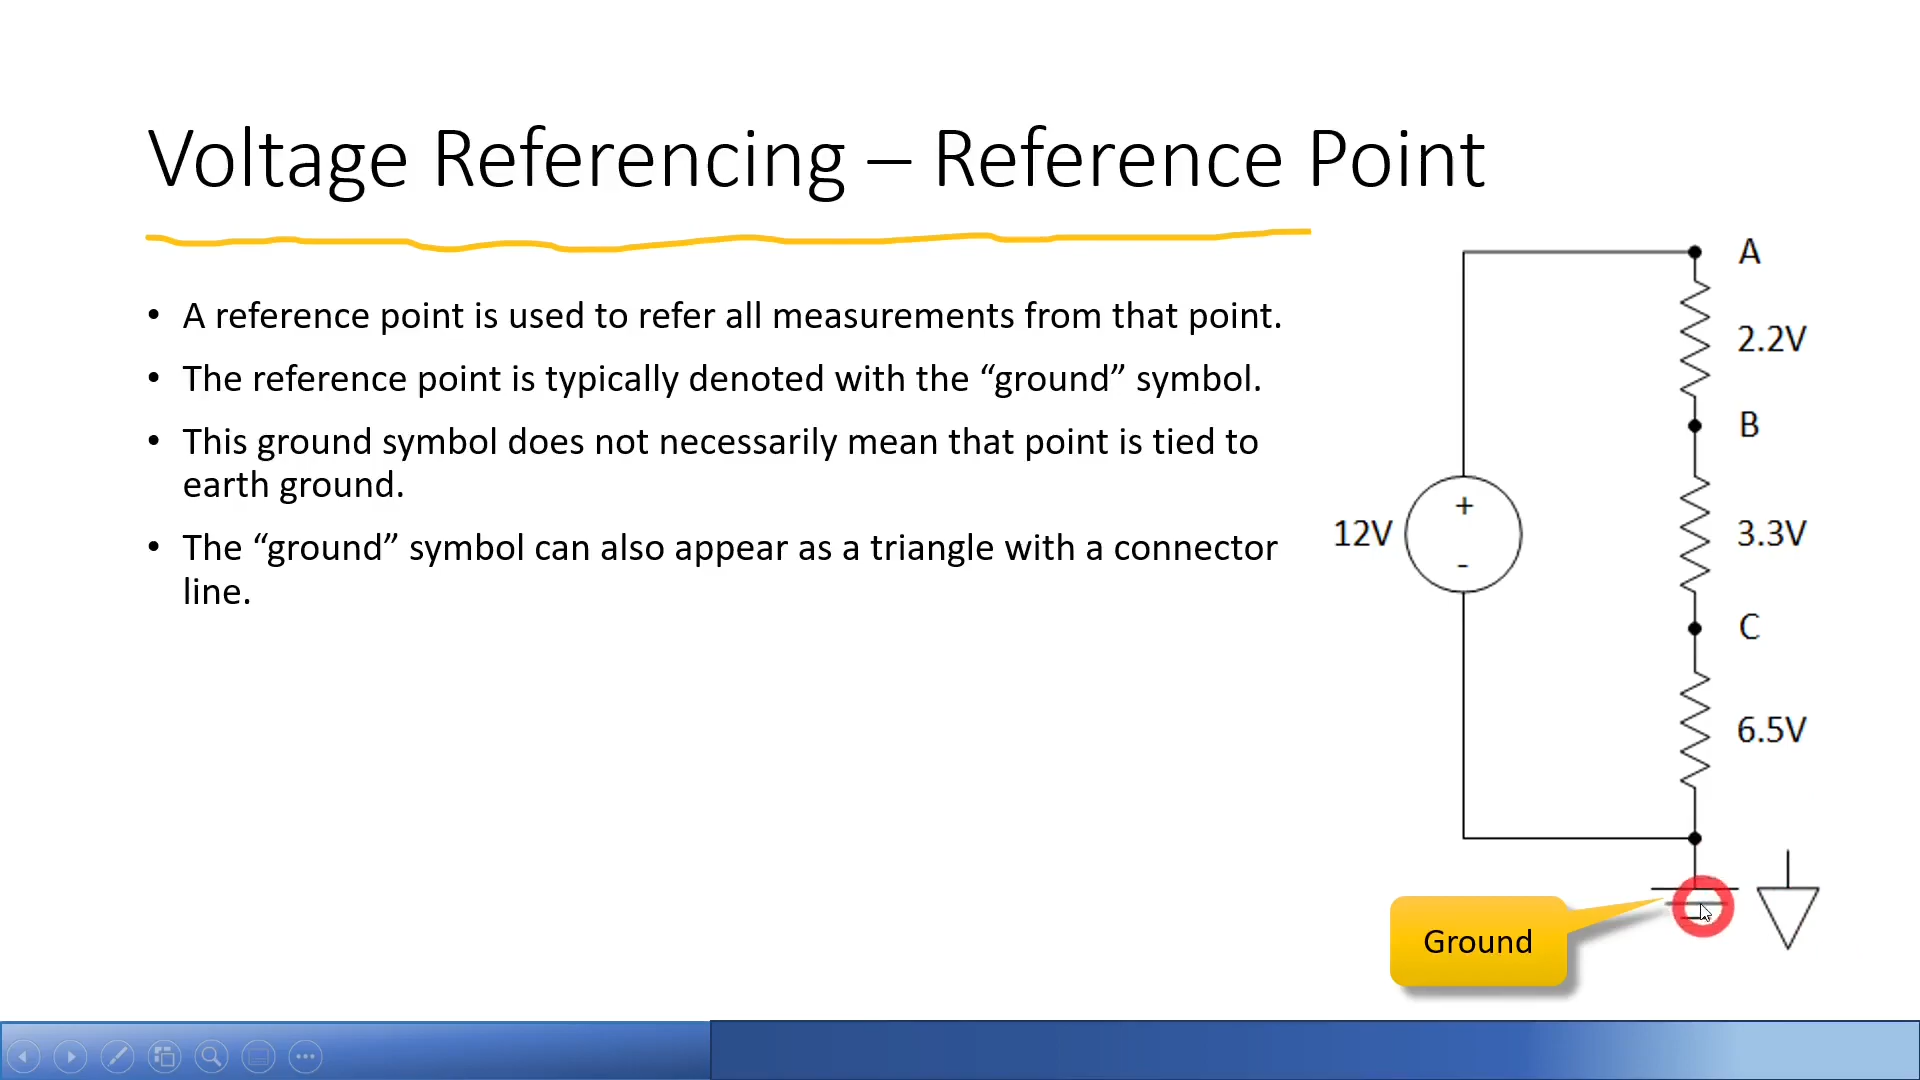 Voltage Referencing – Reference Point
• A reference point is used to refer all measurements from that point.
• The reference point is typically denoted with the “ground” symbol.
• This ground symbol does not necessarily mean that point is tied to
earth ground.
• The “ground” symbol can also appear as a triangle with a connector
line.
A
2.2V
B
+
12V
-
3.3V
C
6.5V
Ground